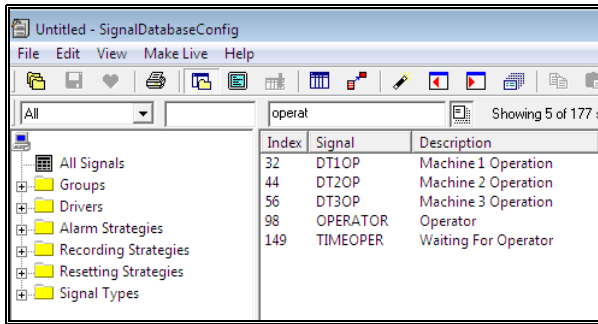 Untitled - SignalDatabaseConfig
File Edit View Make Live Help
All operat Showing 5 of 177
All Signals
Groups
Drivers
Alarm Strategies
Recording Strategies
Resetting Strategies
Signal Types
Index Signal Description
32 DT1OP Machine 1 Operation
44 DT2OP Machine 2 Operation
56 DT3OP Machine 3 Operation
98 OPERATOR Operator
149 TIMEOPER Waiting For Operator